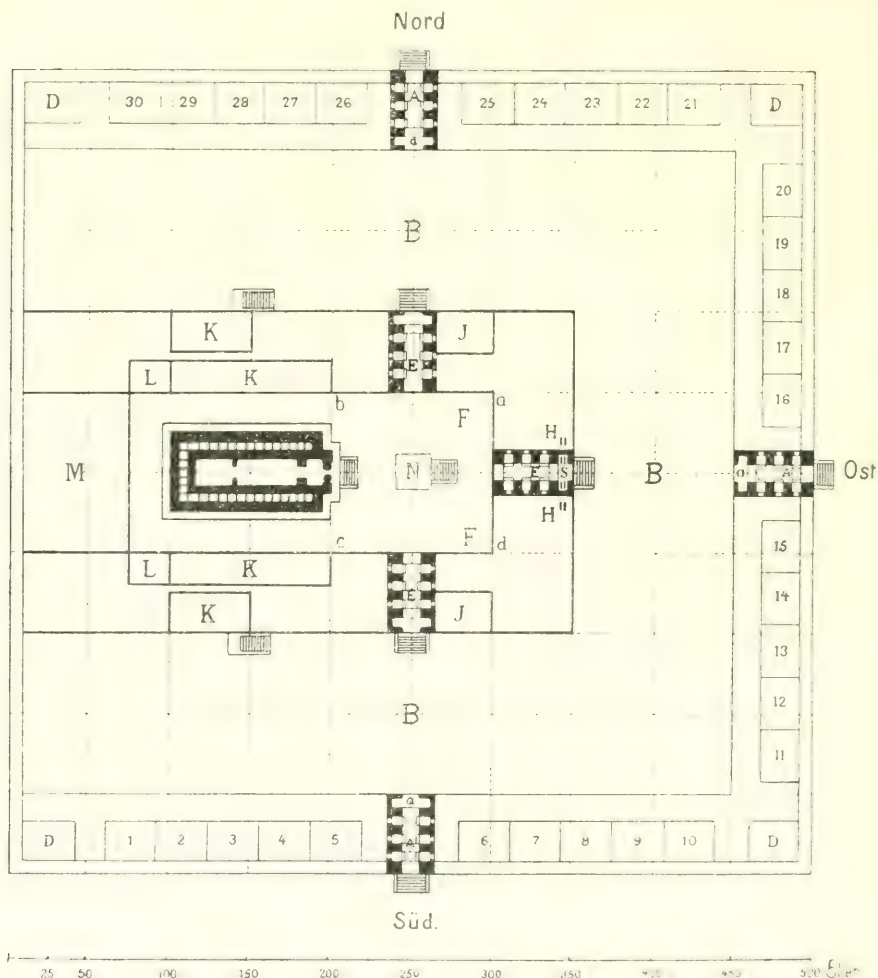 Nord
D 30 29 28 27 26 A 25 24 23 22 21 D
a
20
B
19
18
K J
17
E
L K
16
b a
F
H
M N E S B a A Ost
H
F
c d
15
L K E
14
K J
13
B
12
11
a
D 1 2 3 4 5 A 6 7 8 9 10 D
Süd.
25 50 100 150 200 250 300 350 400 450 500